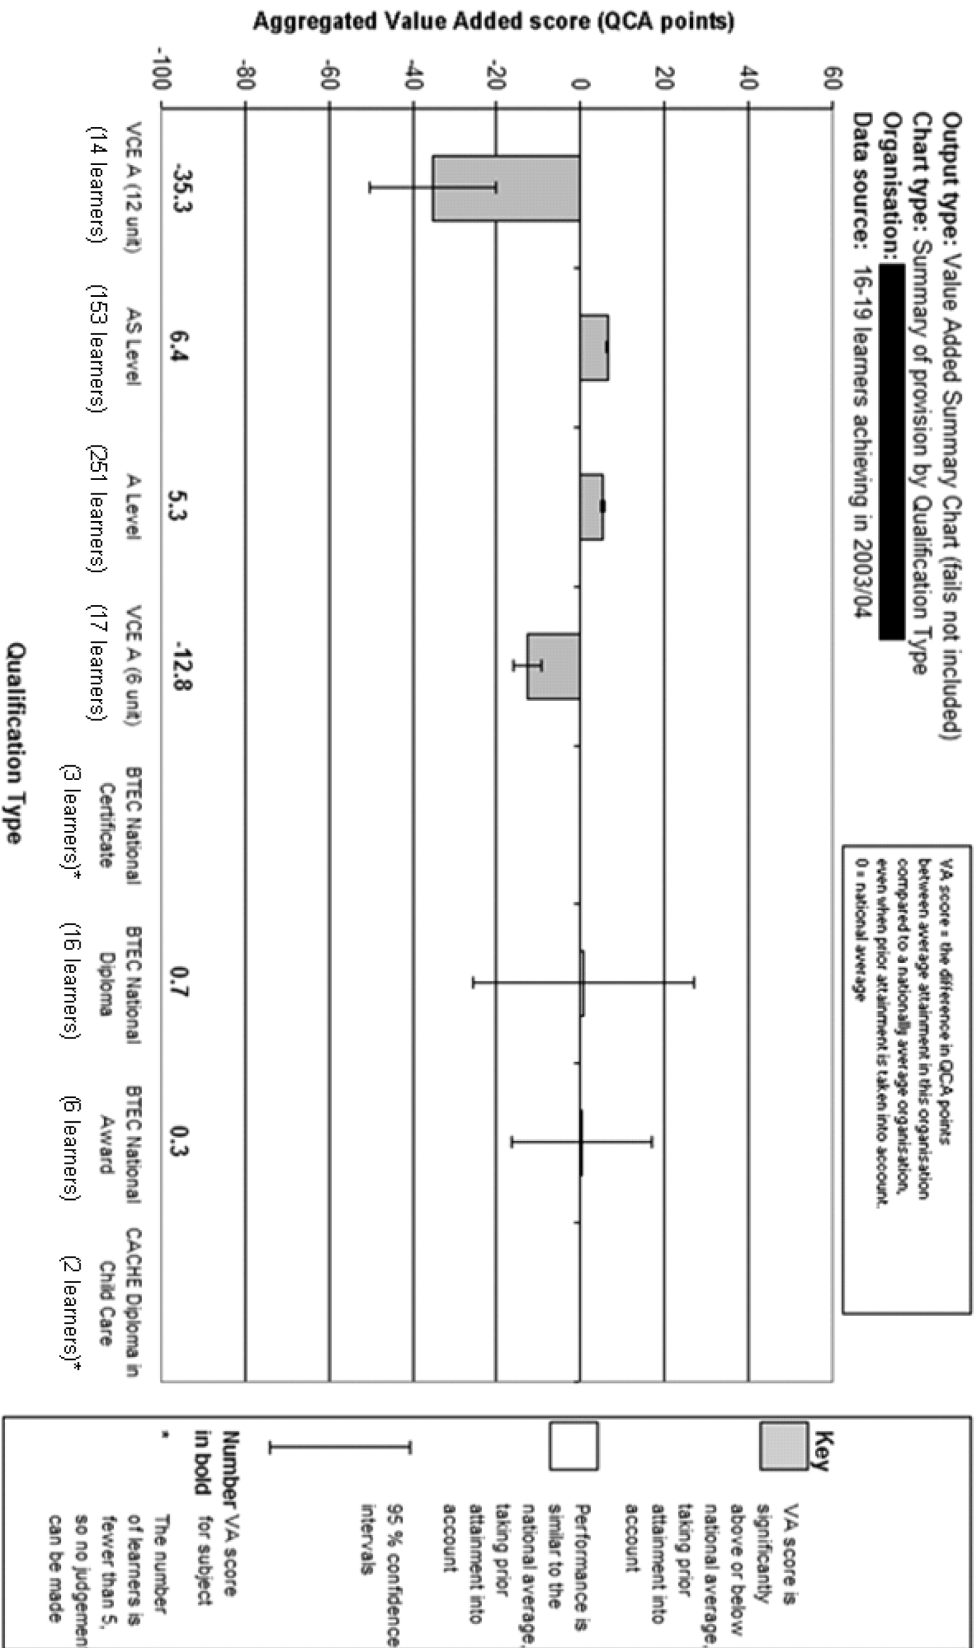 Output type: Value Added Summary Chart (fails not included)
Chart type: Summary of provision by Qualification Type
Organisation:
Data source: 16-19 learners achieving in 2003/04
VA score = the difference in QCA points
between average attainment in this organisation
compared to a nationally average organisation,
even when prior attainment is taken into account.
0 = national average
Aggregated Value Added score (QCA points)
60
40
20
0
-20
-40
-60
-80
-100
-35.3
6.4
5.3
-12.8
0.7
0.3
VCE A (12 unit)
(14 learners)
AS Level
(153 learners)
A Level
(251 learners)
VCE A (6 unit)
(17 learners)
BTEC National
Certificate
(3 learners)*
BTEC National
Diploma
(16 learners)
BTEC National
Award
(6 learners)
CACHE Diploma in
Child Care
(2 learners)*
Qualification Type
Key
VA score is
significantly
above or below
national average,
taking prior
attainment into
account
Performance is
similar to the
national average,
taking prior
attainment into
account
95 % confidence
intervals
Number VA score
in bold for subject
* The number
of learners is
fewer than 5,
so no judgemen
can be made